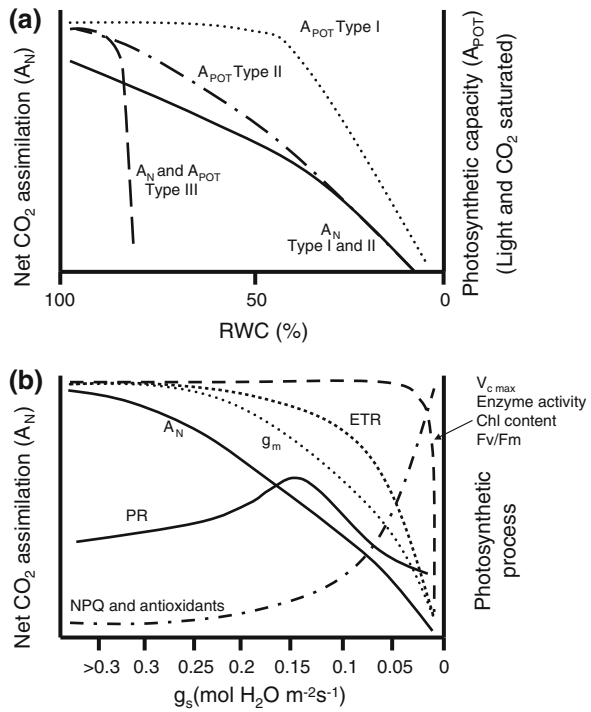 (a)
Net CO₂ assimilation (A_N)
A_POT Type I
A_POT Type II
A_N and A_POT
Type III
A_N
Type I and II
Photosynthetic capacity (A_POT)
(Light and CO₂ saturated)
100
50
0
RWC (%)
(b)
Net CO₂ assimilation (A_N)
A_N
g_m
ETR
PR
NPQ and antioxidants
V_c max
Enzyme activity
Chl content
Fv/Fm
Photosynthetic
process
>0.3
0.3
0.25
0.2
0.15
0.1
0.05
0
g_s(mol H₂O m⁻²s⁻¹)